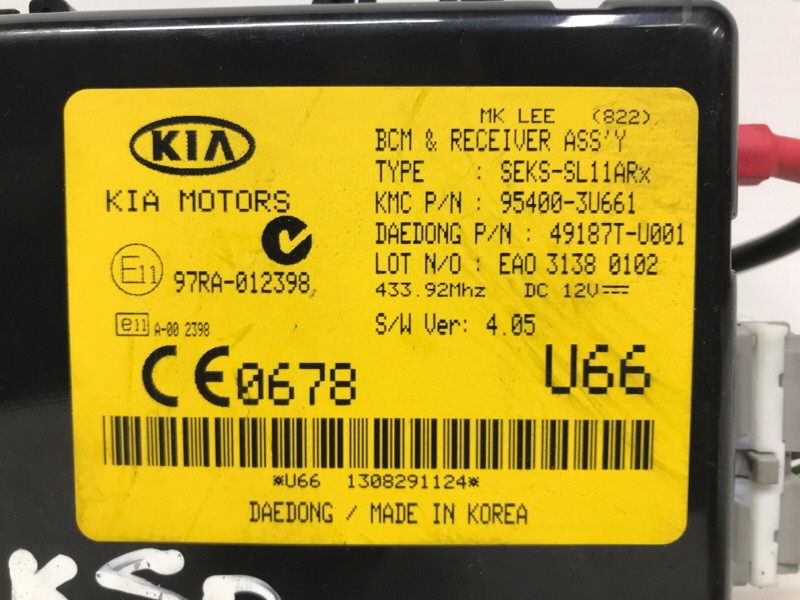 MK LEE (822)
KIA
BCM & RECEIVER ASS'Y
TYPE : SEKS-SL11ARx
KIA MOTORS
KMC P/N : 95400-3U661
DAEDONG P/N : 49187T-U001
E11 97RA-012398
LOT N/O : EAO 3138 0102
433.92Mhz DC 12V
e11 A-00 2398
S/W Ver: 4.05
CE0678
U66
*U66 1308291124*
DAEDONG / MADE IN KOREA
KSD